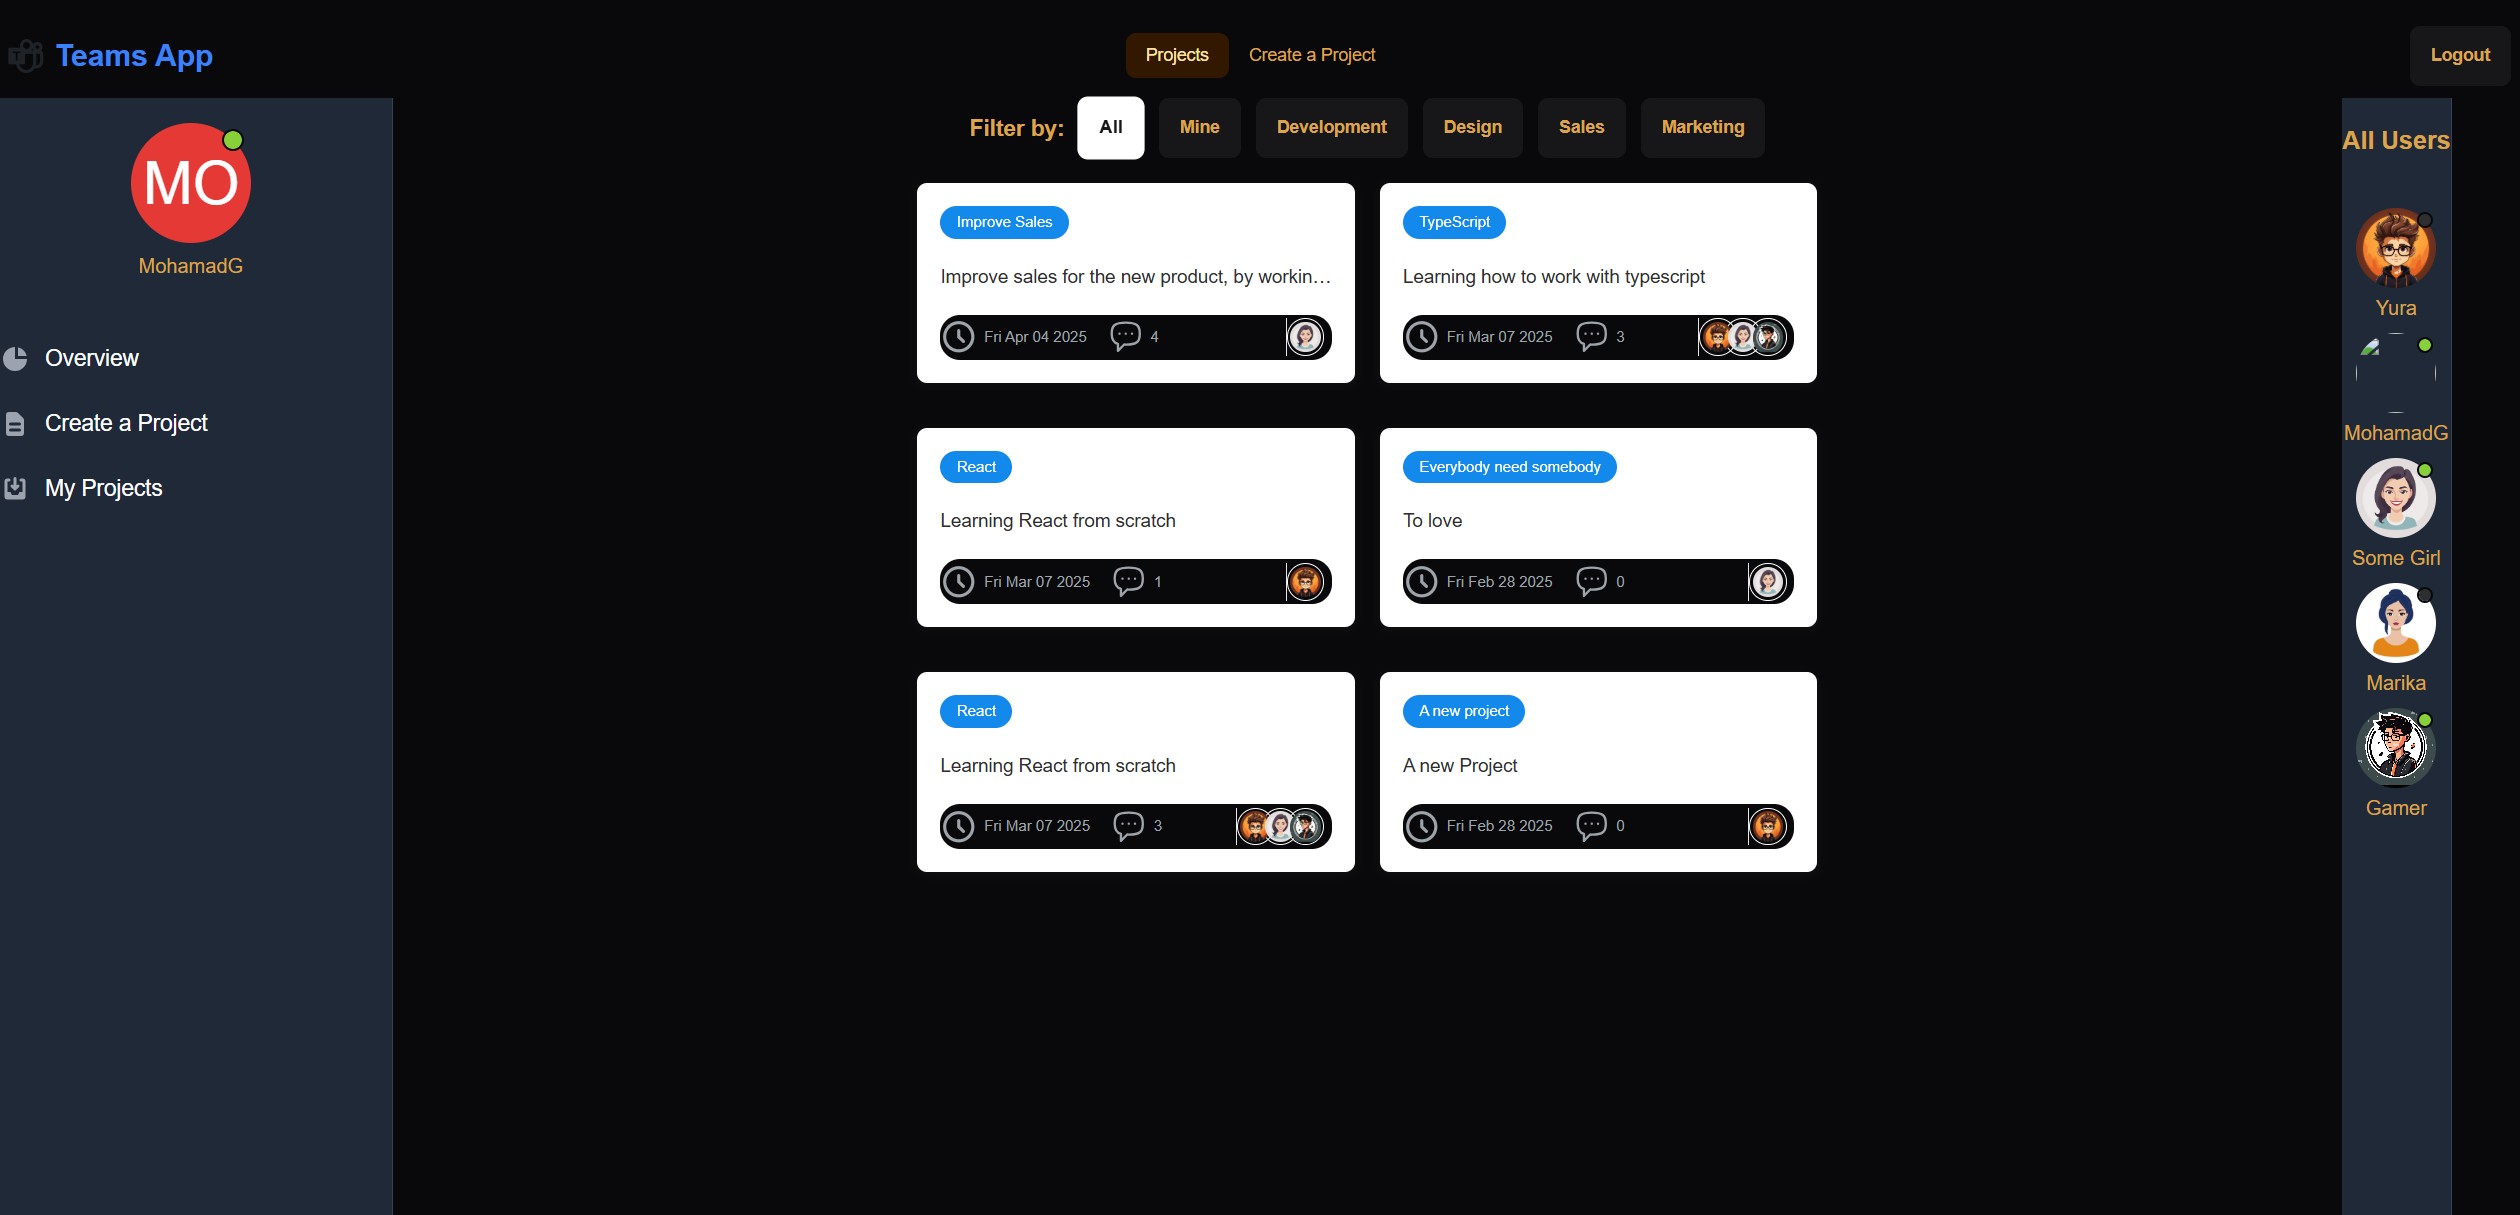 Teams App
Projects
Create a Project
Logout
MO
MohamadG
Overview
Create a Project
My Projects
Filter by:
All
Mine
Development
Design
Sales
Marketing
Improve Sales
Improve sales for the new product, by workin...
Fri Apr 04 2025
4
TypeScript
Learning how to work with typescript
Fri Mar 07 2025
3
React
Learning React from scratch
Fri Mar 07 2025
1
Everybody need somebody
To love
Fri Feb 28 2025
0
React
Learning React from scratch
Fri Mar 07 2025
3
A new project
A new Project
Fri Feb 28 2025
0
All Users
Yura
MohamadG
Some Girl
Marika
Gamer